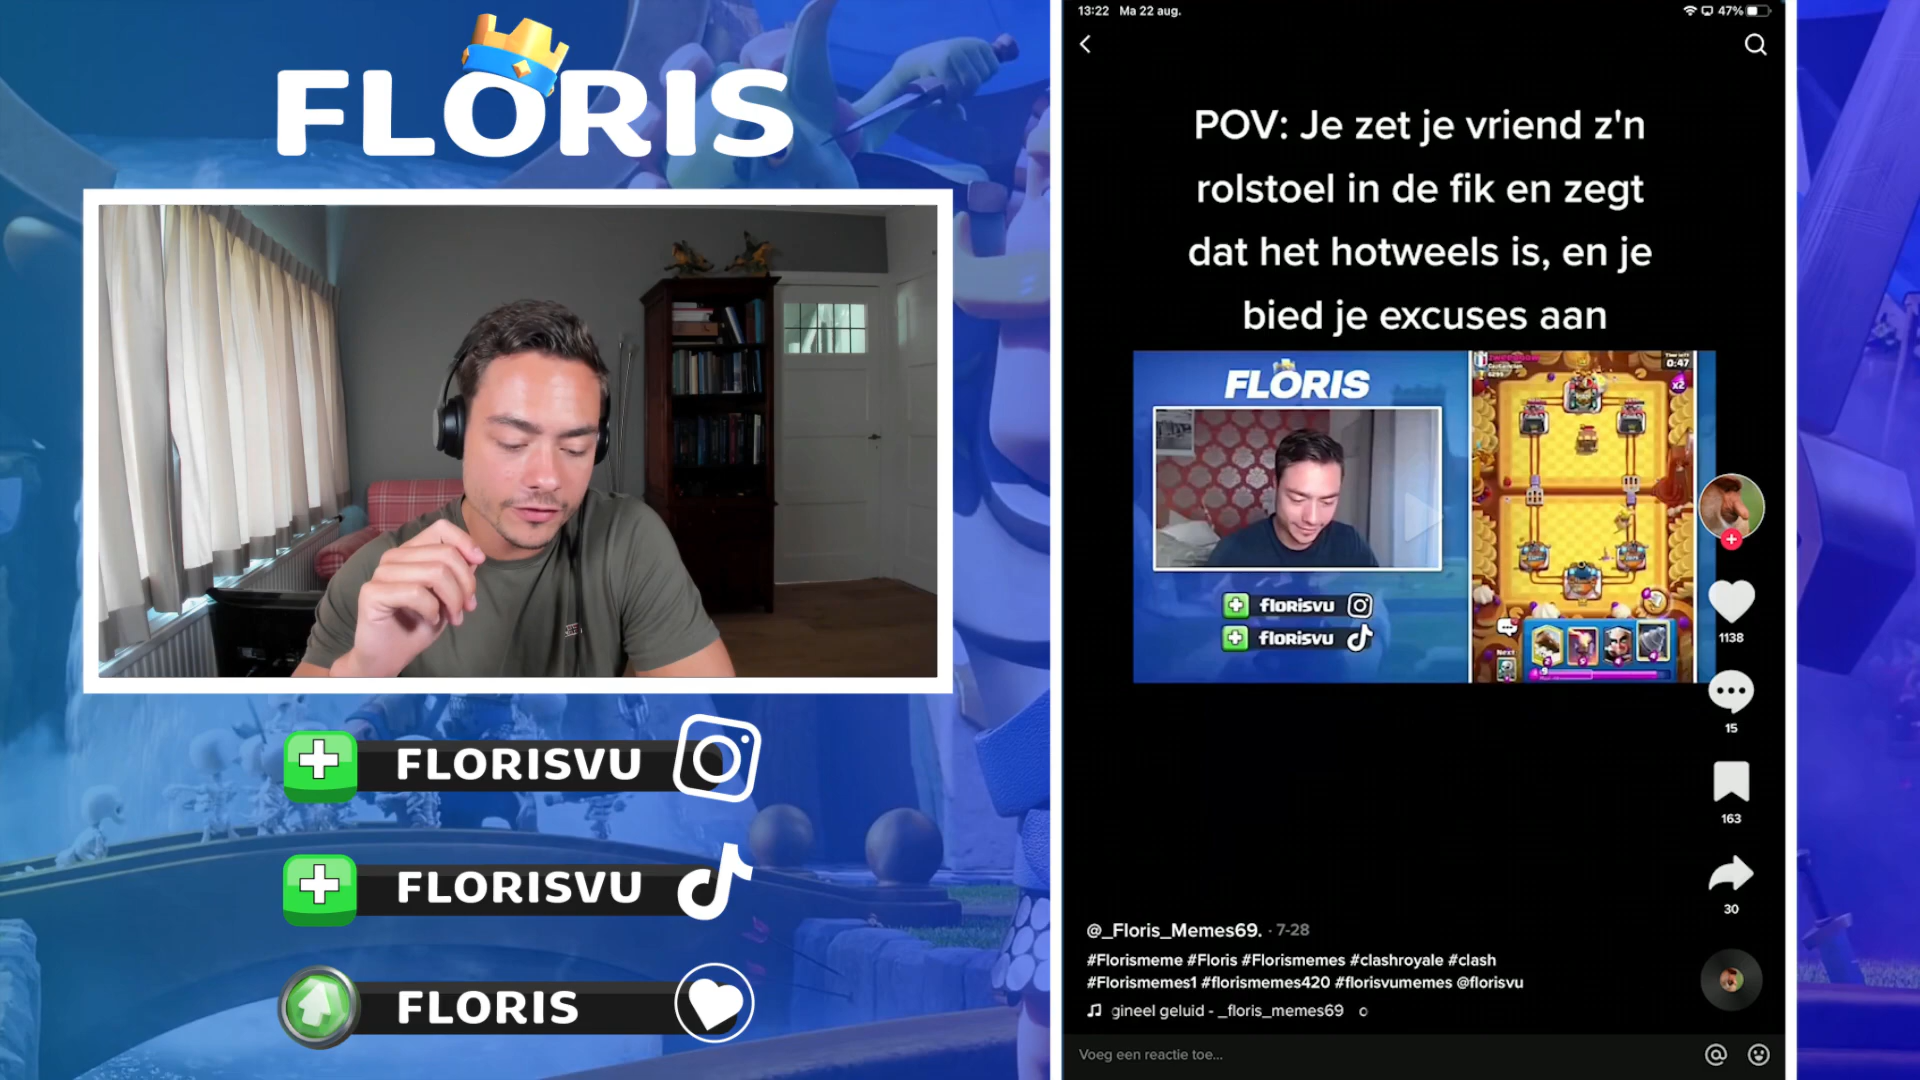 FLORIS
FLORISVU
FLORISVU
FLORIS
13:22 Ma 22 aug.
47%
POV: Je zet je vriend z'n
rolstoel in de fik en zegt
dat het hotweels is, en je
bied je excuses aan
FLORIS
florisvu
florisvu
0:47
x2
Next
1138
15
163
30
@_Floris_Memes69. · 7-28
#Florismeme #Floris #Florismemes #clashroyale #clash
#Florismemes1 #florismemes420 #florisvumemes @florisvu
gineel geluid - _floris_memes69 o
Voeg een reactie toe...